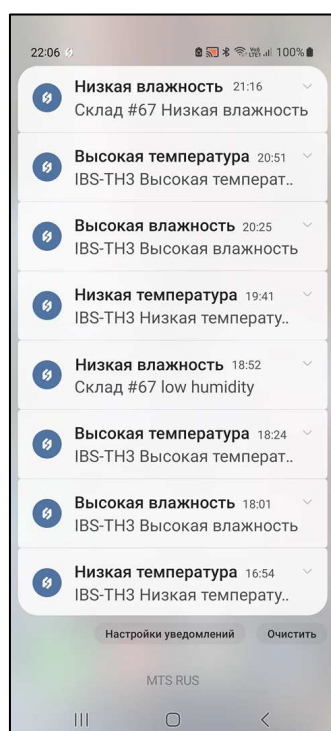 22:06
100%
Низкая влажность 21:16
Склад #67 Низкая влажность
Высокая температура 20:51
IBS-TH3 Высокая температ..
Высокая влажность 20:25
IBS-TH3 Высокая влажность
Низкая температура 19:41
IBS-TH3 Низкая температу..
Низкая влажность 18:52
Склад #67 low humidity
Высокая температура 18:24
IBS-TH3 Высокая температ..
Высокая влажность 18:01
IBS-TH3 Высокая влажность
Низкая температура 16:54
IBS-TH3 Низкая температу..
Настройки уведомлений Очистить
MTS RUS